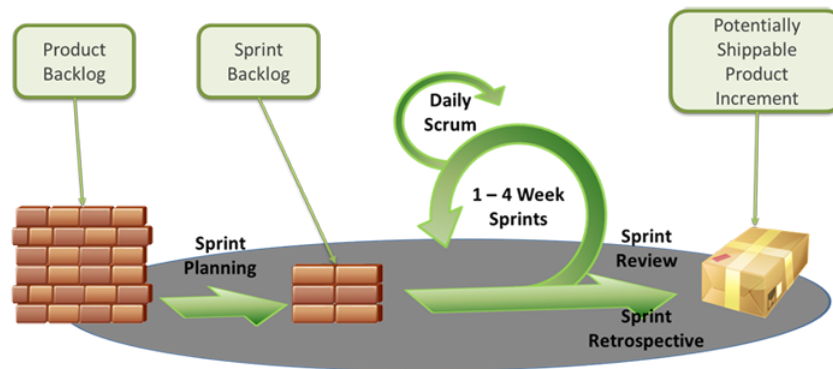 Product
Backlog
Sprint
Backlog
Potentially
Shippable
Product
Increment
Daily
Scrum
1 – 4 Week
Sprints
Sprint
Planning
Sprint
Review
Sprint
Retrospective